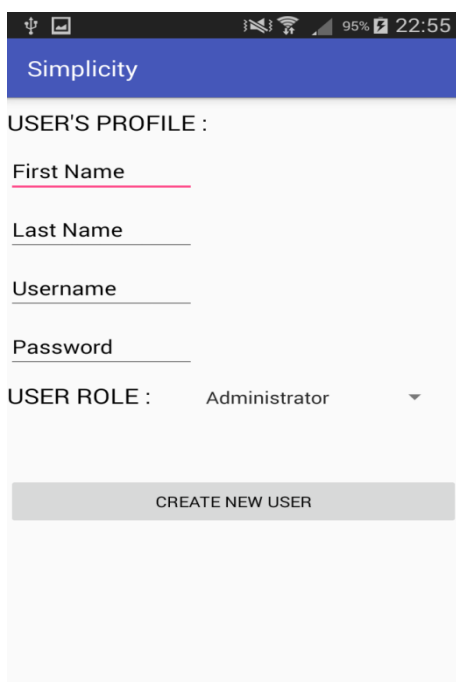 95% 22:55
Simplicity
USER'S PROFILE :
First Name
Last Name
Username
Password
USER ROLE : Administrator
CREATE NEW USER